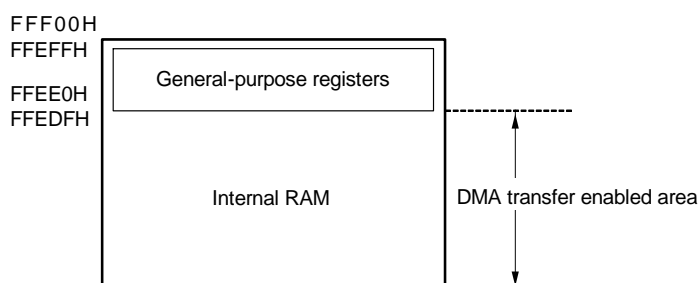 FFF00H
FFEFFH
General-purpose registers
FFEE0H
FFEDFH
Internal RAM
DMA transfer enabled area